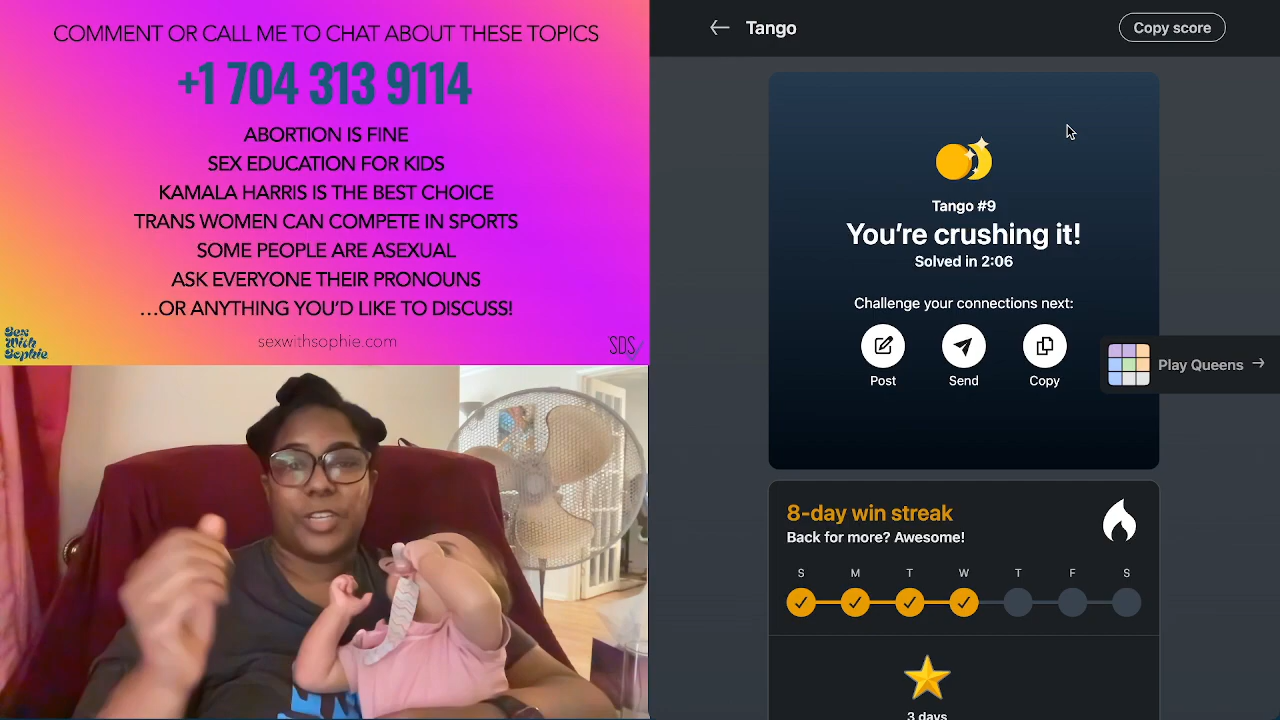 COMMENT OR CALL ME TO CHAT ABOUT THESE TOPICS
+1 704 313 9114
ABORTION IS FINE
SEX EDUCATION FOR KIDS
KAMALA HARRIS IS THE BEST CHOICE
TRANS WOMEN CAN COMPETE IN SPORTS
SOME PEOPLE ARE ASEXUAL
ASK EVERYONE THEIR PRONOUNS
…OR ANYTHING YOU'D LIKE TO DISCUSS!
sexwithsophie.com
Sex
With
Sophie
SDS
Tango
Copy score
Tango #9
You're crushing it!
Solved in 2:06
Challenge your connections next:
Post Send Copy
Play Queens
8-day win streak
Back for more? Awesome!
S M T W T F S
3 days